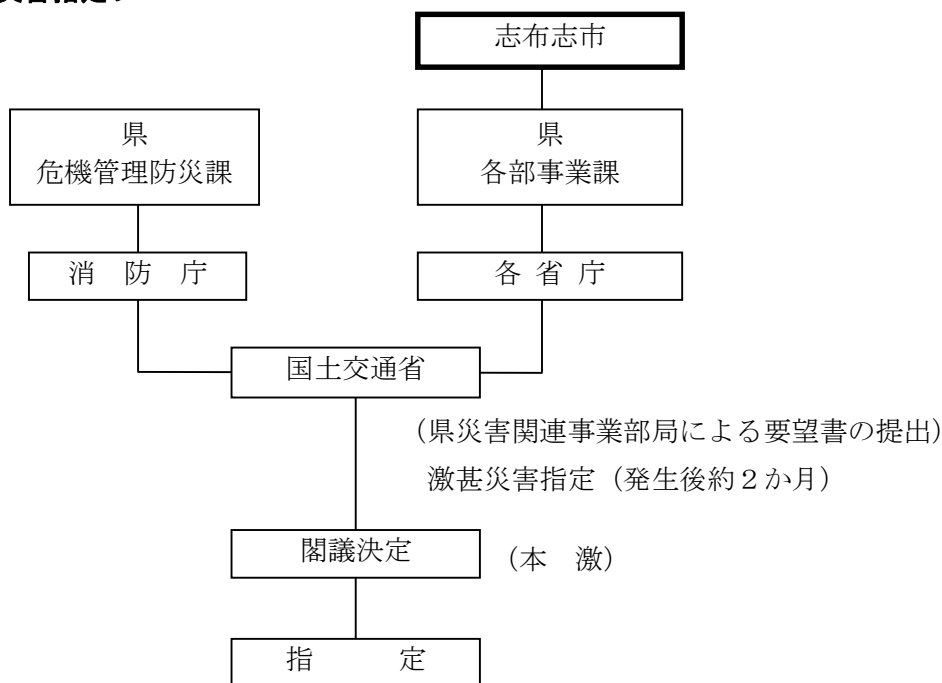 志布志市
県
危機管理防災課
県
各部事業課
消 防 庁
各 省 庁
国土交通省
（県災害関連事業部局による要望書の提出）
激甚災害指定（発生後約２か月）
閣議決定
（本 激）
指 定